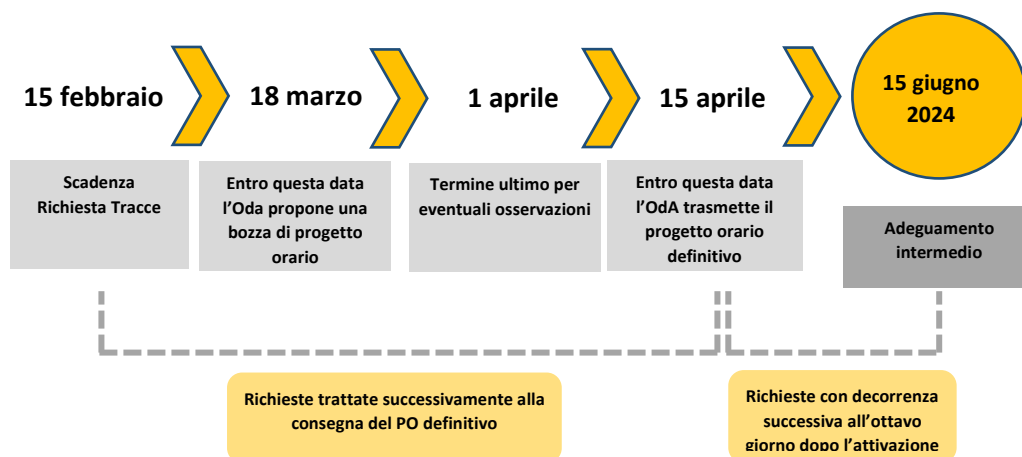 15 febbraio
18 marzo
1 aprile
15 aprile
15 giugno
2024
Scadenza
Richiesta Tracce
Entro questa data
l'Oda propone una
bozza di progetto
orario
Termine ultimo per
eventuali osservazioni
Entro questa data
l'OdA trasmette il
progetto orario
definitivo
Adeguamento
intermedio
Richieste trattate successivamente alla
consegna del PO definitivo
Richieste con decorrenza
successiva all'ottavo
giorno dopo l'attivazione